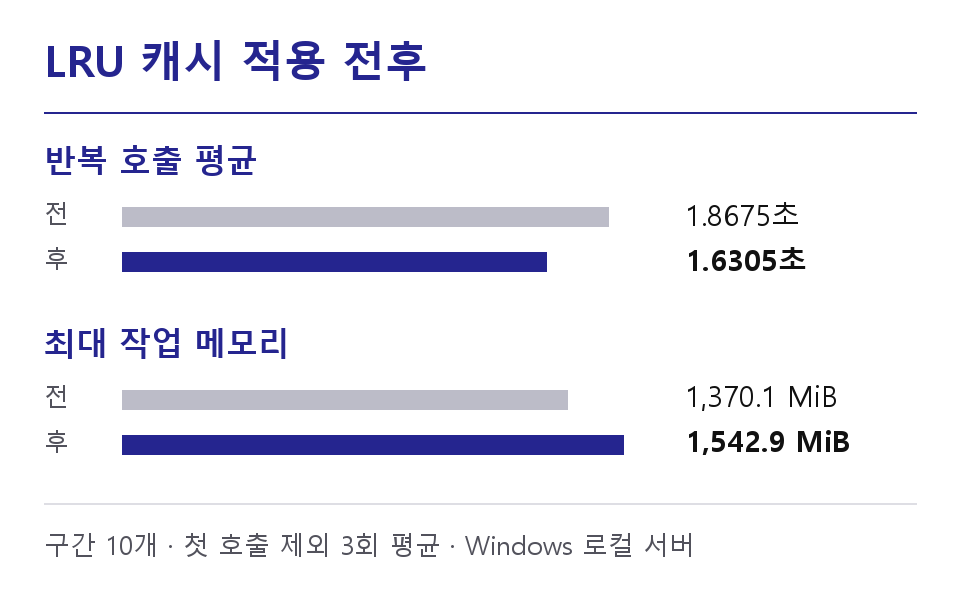 LRU 캐시 적용 전후
반복 호출 평균
전 1.8675초
후 1.6305초
최대 작업 메모리
전 1,370.1 MiB
후 1,542.9 MiB
구간 10개 · 첫 호출 제외 3회 평균 · Windows 로컬 서버